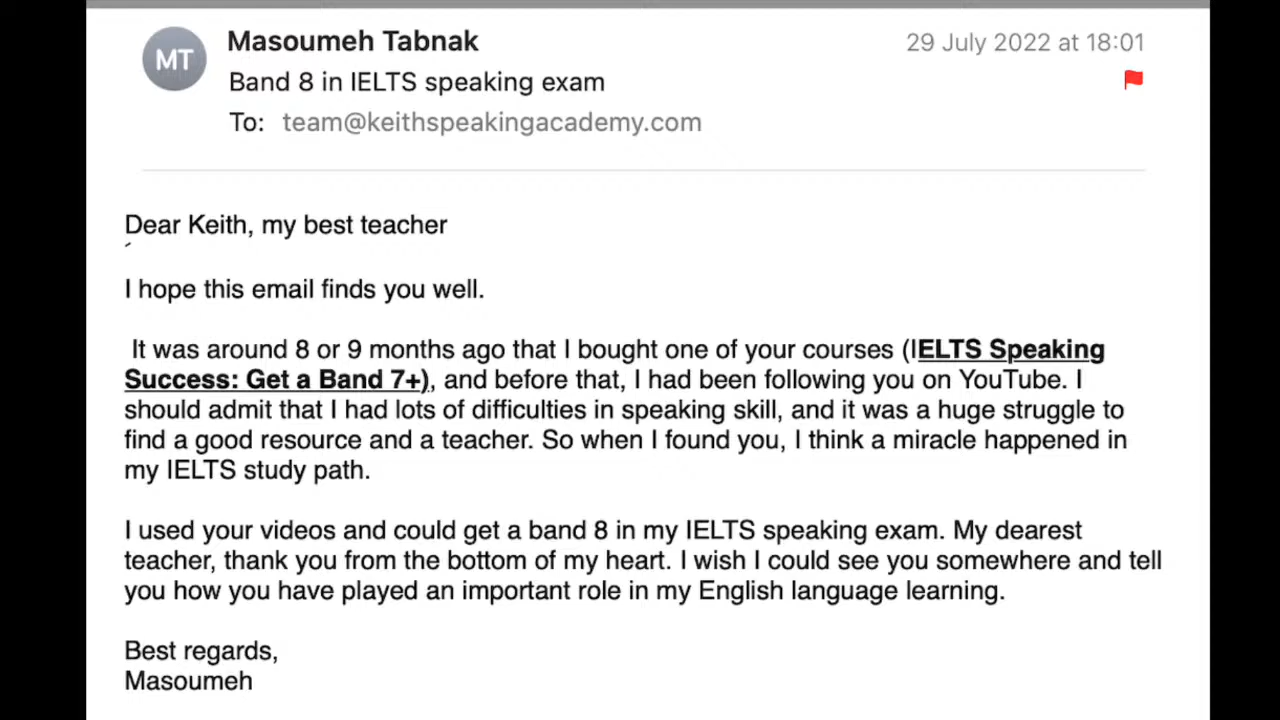 MT
Masoumeh Tabnak
29 July 2022 at 18:01
Band 8 in IELTS speaking exam
To: team@keithspeakingacademy.com
Dear Keith, my best teacher
I hope this email finds you well.
It was around 8 or 9 months ago that I bought one of your courses (IELTS Speaking
Success: Get a Band 7+), and before that, I had been following you on YouTube. I
should admit that I had lots of difficulties in speaking skill, and it was a huge struggle to
find a good resource and a teacher. So when I found you, I think a miracle happened in
my IELTS study path.
I used your videos and could get a band 8 in my IELTS speaking exam. My dearest
teacher, thank you from the bottom of my heart. I wish I could see you somewhere and tell
you how you have played an important role in my English language learning.
Best regards,
Masoumeh